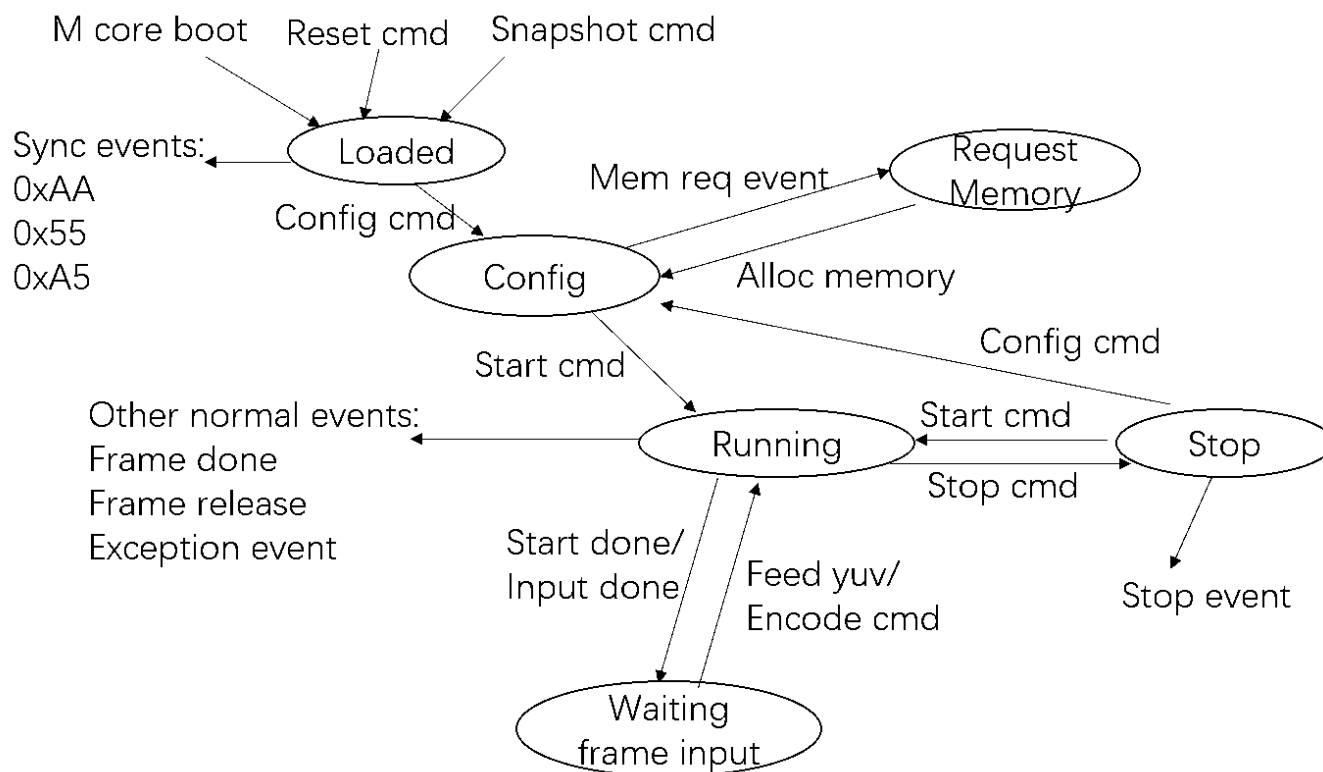 M core boot
Reset cmd
Snapshot cmd
Sync events:
0xAA
0x55
0xA5
Loaded
Request
Memory
Mem req event
Config cmd
Config
Alloc memory
Config cmd
Start cmd
Other normal events:
Frame done
Frame release
Exception event
Running
Start cmd
Stop cmd
Stop
Start done/
Input done
Feed yuv/
Encode cmd
Stop event
Waiting
frame input